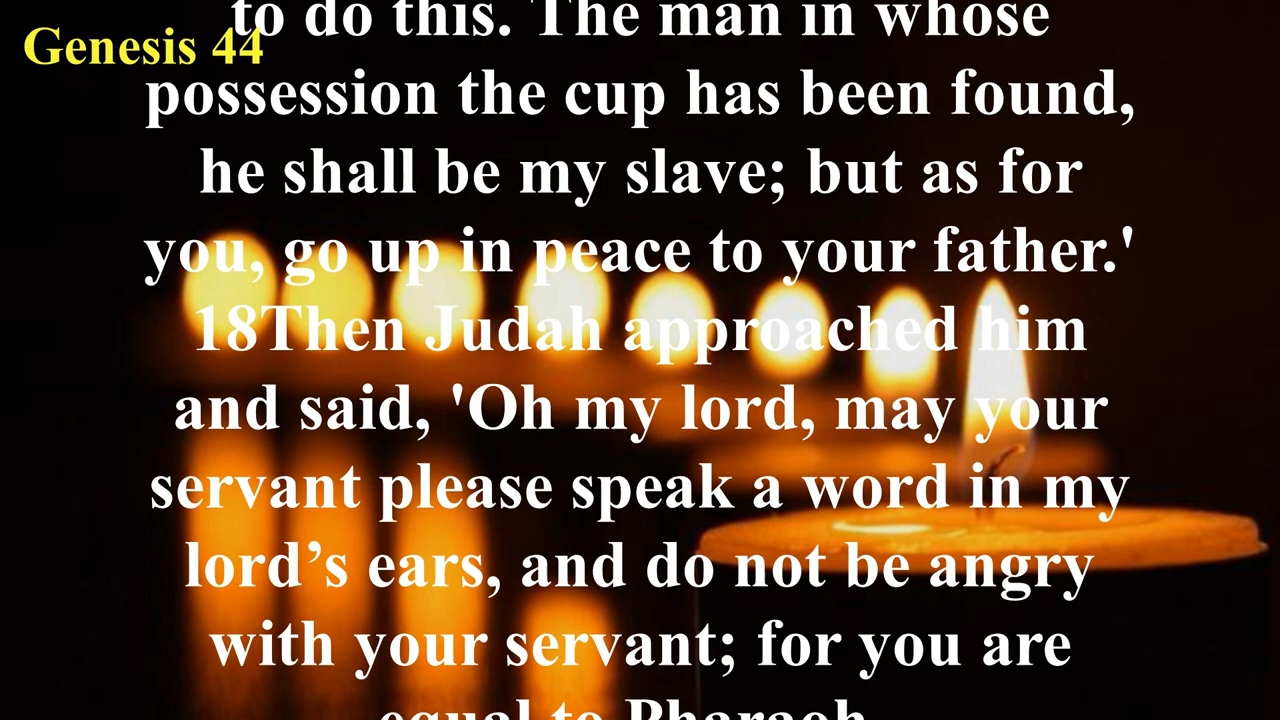 Genesis 44
to do this. The man in whose
possession the cup has been found,
he shall be my slave; but as for
you, go up in peace to your father.'
18Then Judah approached him
and said, 'Oh my lord, may your
servant please speak a word in my
lord’s ears, and do not be angry
with your servant; for you are
equal to Pharaoh.